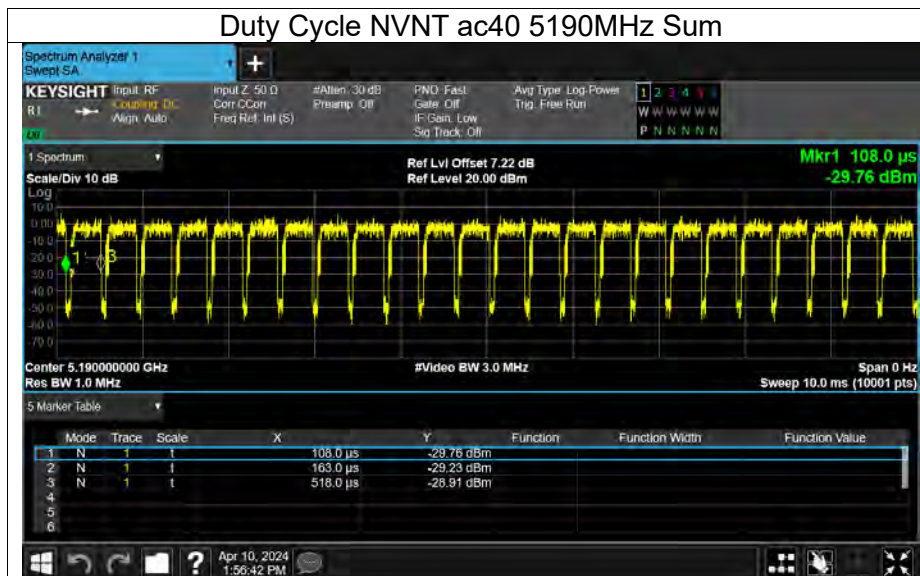 Duty Cycle NVNT ac40 5190MHz Sum
Spectrum Analyzer 1
Swept SA
+
KEYSIGHT Input: RF Input Z: 50 Ω #Atten: 30 dB PNO: Fast Avg Type: Log-Power 1 2 3 4 5 6
R1 Coupling: DC Corr CCorr Preamp: Off Gate: Off Trig: Free Run W W W W W W
Align: Auto Freq Ref: Int (S) IF Gain: Low
Sig Track: Off P N N N N N
1 Spectrum Ref Lvl Offset 7.22 dB Mkr1 108.0 µs
Scale/Div 10 dB Ref Level 20.00 dBm -29.76 dBm
Log
10.0
0.00
-10.0
-20.0
-30.0
-40.0
-50.0
-60.0
-70.0
1 3
Center 5.190000000 GHz #Video BW 3.0 MHz Span 0 Hz
Res BW 1.0 MHz Sweep 10.0 ms (10001 pts)
5 Marker Table
Mode Trace Scale X Y Function Function Width Function Value
1 N 1 t 108.0 µs -29.76 dBm
2 N 1 t 163.0 µs -29.23 dBm
3 N 1 t 518.0 µs -28.91 dBm
4
5
6
? Apr 10, 2024
1:56:42 PM